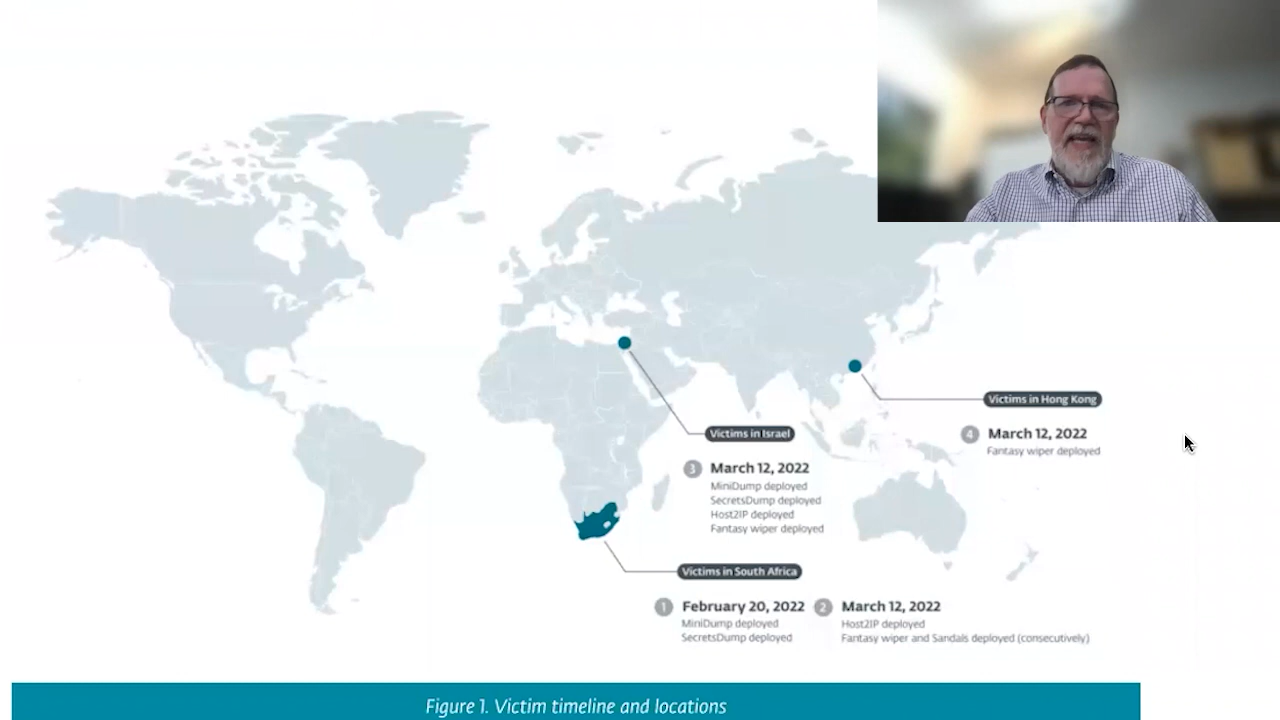 Victims in Hong Kong
4 March 12, 2022
Fantasy wiper deployed
Victims in Israel
3 March 12, 2022
MiniDump deployed
SecretsDump deployed
Host2IP deployed
Fantasy wiper deployed
Victims in South Africa
1 February 20, 2022
MiniDump deployed
SecretsDump deployed
2 March 12, 2022
Host2IP deployed
Fantasy wiper and Sandals deployed (consecutively)
Figure 1. Victim timeline and locations